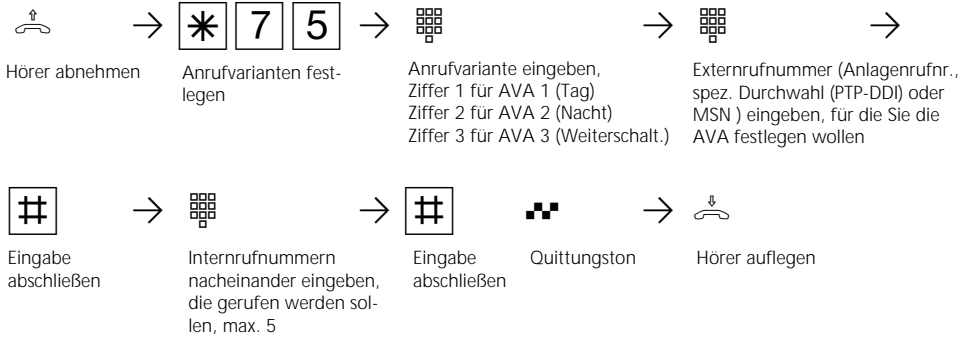 Hörer abnehmen
* 7 5
Anrufvarianten fest-
legen
Anrufvariante eingeben,
Ziffer 1 für AVA 1 (Tag)
Ziffer 2 für AVA 2 (Nacht)
Ziffer 3 für AVA 3 (Weiterschalt.)
Externrufnummer (Anlagenrufnr.,
spez. Durchwahl (PTP-DDI) oder
MSN ) eingeben, für die Sie die
AVA festlegen wollen
#
Eingabe
abschließen
Internrufnummern
nacheinander eingeben,
die gerufen werden sol-
len, max. 5
#
Eingabe
abschließen
Quittungston
Hörer auflegen